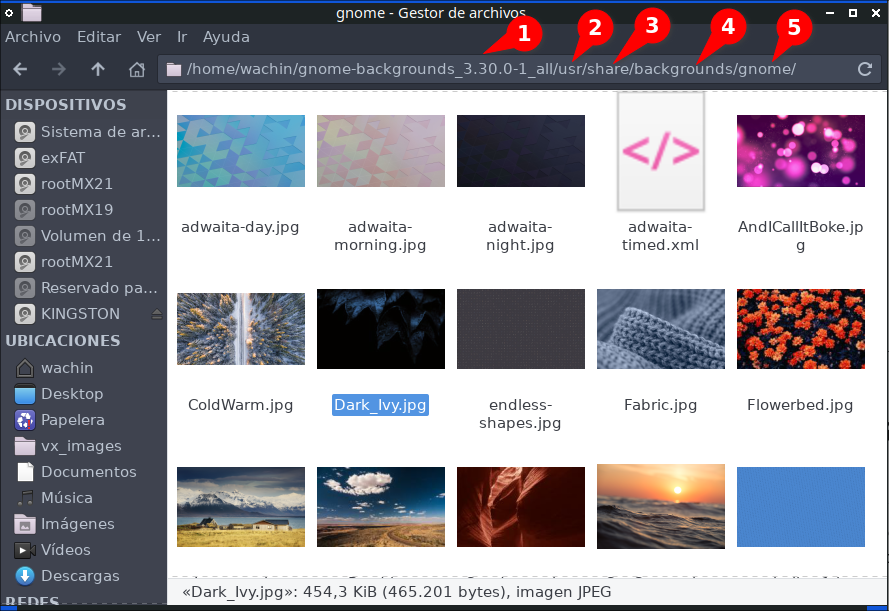 gnome - Gestor de archivos
Archivo Editar Ver Ir Ayuda
1 2 3 4 5
/home/wachin/gnome-backgrounds_3.30.0-1_all/usr/share/backgrounds/gnome/
DISPOSITIVOS
Sistema de ar...
exFAT
rootMX21
rootMX19
Volumen de 1...
rootMX21
Reservado pa...
KINGSTON
UBICACIONES
wachin
Desktop
Papelera
vx_images
Documentos
Música
Imágenes
Vídeos
Descargas
REDES
</>
adwaita-day.jpg
adwaita-
morning.jpg
adwaita-
night.jpg
adwaita-
timed.xml
AndICallItBoke.jp
g
ColdWarm.jpg
Dark_Ivy.jpg
endless-
shapes.jpg
Fabric.jpg
Flowerbed.jpg
«Dark_Ivy.jpg»: 454,3 KiB (465.201 bytes), imagen JPEG